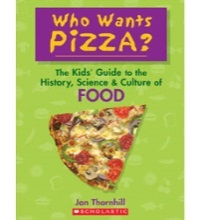 Who Wants
PiZZA?
The Kids' Guide to the
History, Science & Culture of
FOOD
Jan Thornhill
SCHOLASTIC